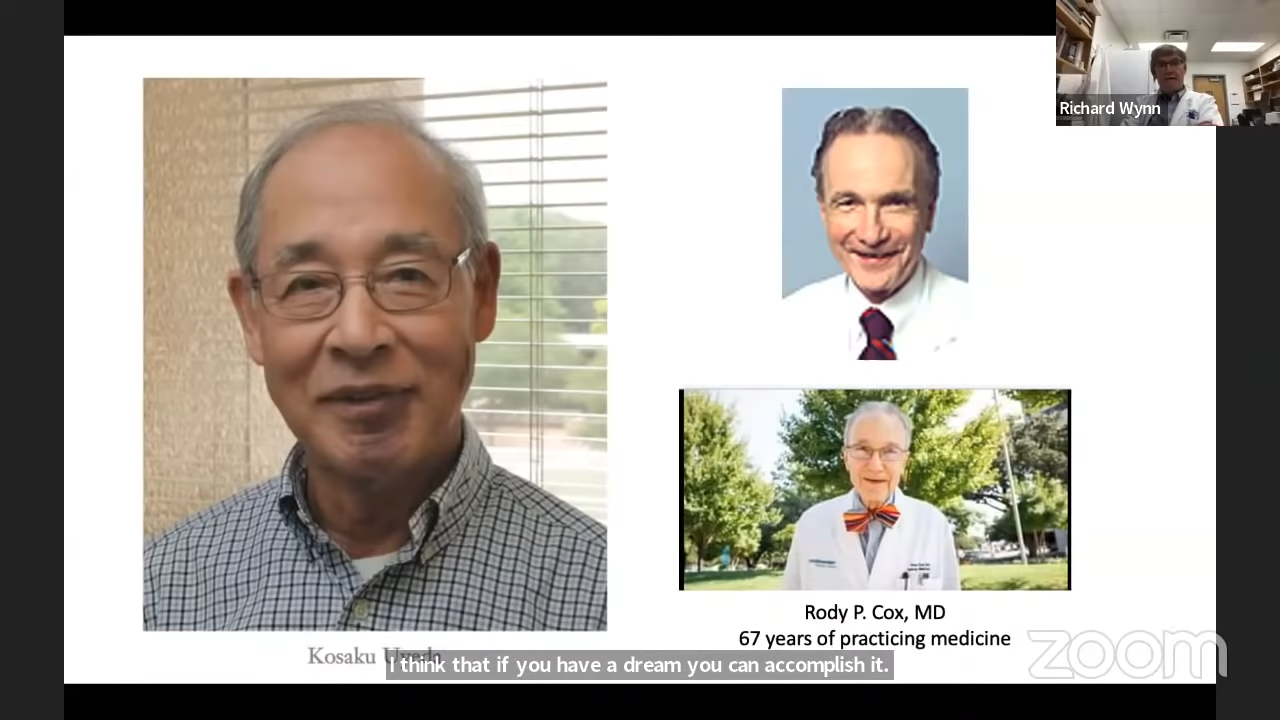 Richard Wynn
Rody P. Cox, MD
67 years of practicing medicine
Kosaku
I think that if you have a dream you can accomplish it.
zoom